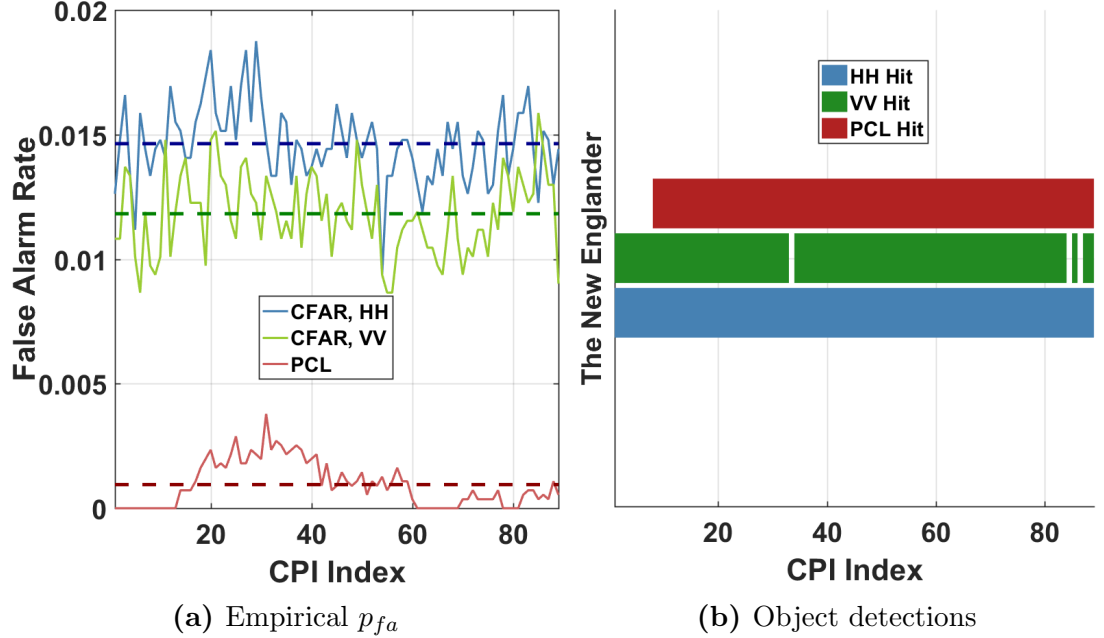 0.02
0.015
0.01
0.005
0
False Alarm Rate
CFAR, HH
CFAR, VV
PCL
20 40 60 80
CPI Index
(a) Empirical p_{fa}
The New Englander
HH Hit
VV Hit
PCL Hit
20 40 60 80
CPI Index
(b) Object detections